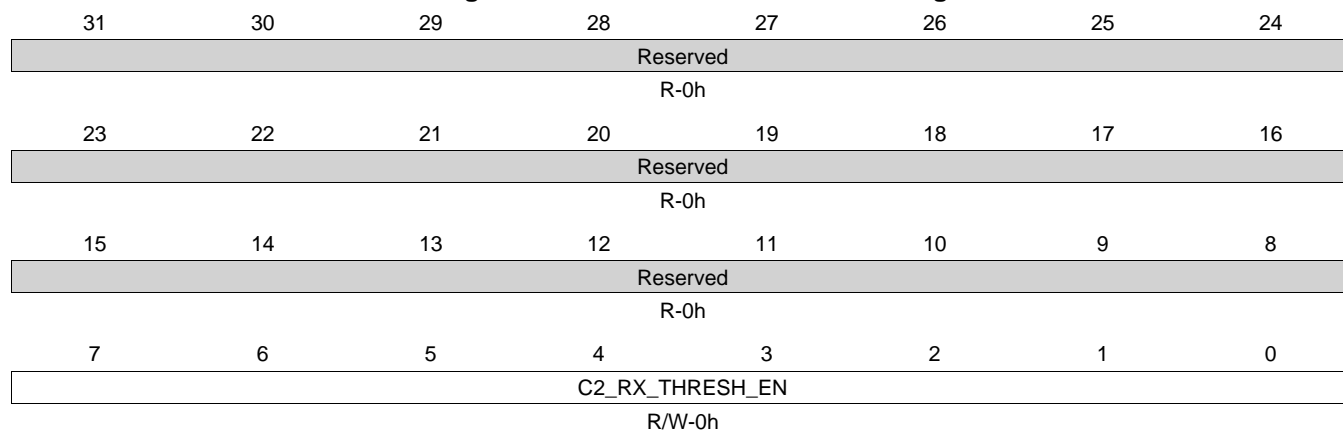 31 30 29 28 27 26 25 24
Reserved
R-0h
23 22 21 20 19 18 17 16
Reserved
R-0h
15 14 13 12 11 10 9 8
Reserved
R-0h
7 6 5 4 3 2 1 0
C2_RX_THRESH_EN
R/W-0h